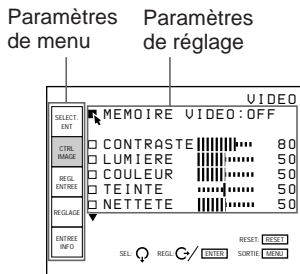 Paramètres de menu
Paramètres de réglage
VIDEO
SELECT. ENT
CTRL IMAGE
REGL ENTREE
REGLAGE
ENTREE INFO
MEMOIRE VIDEO:OFF
CONTRASTE 80
LUMIERE 50
COULEUR 50
TEINTE 50
NETTETE 50
RESET: RESET
SEL: REGL: / ENTER SORTIE: MENU